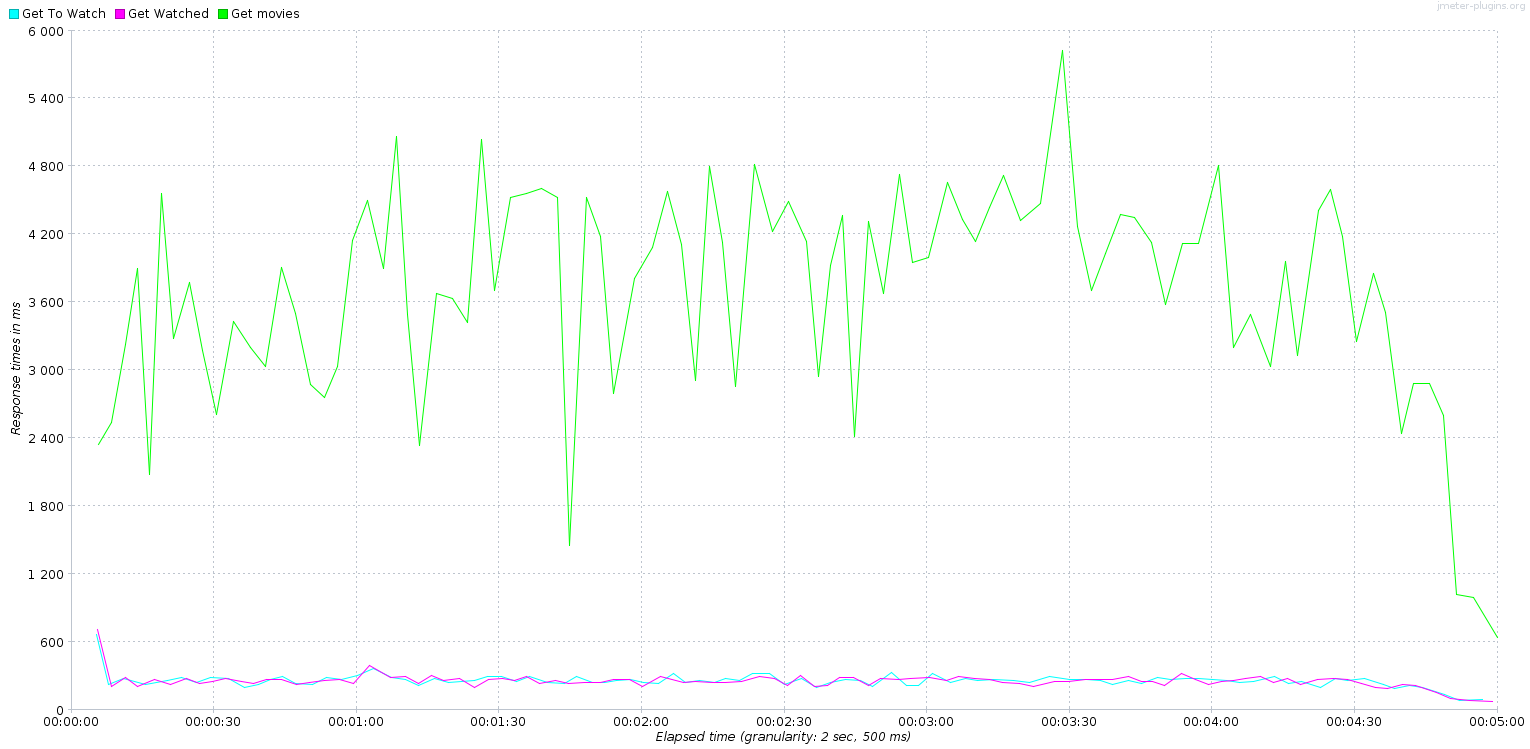 Get To Watch Get Watched Get movies
jmeter-plugins.org
6 000
5 400
4 800
4 200
3 600
3 000
2 400
1 800
1 200
600
0
Response times in ms
00:00:00 00:00:30 00:01:00 00:01:30 00:02:00 00:02:30 00:03:00 00:03:30 00:04:00 00:04:30 00:05:00
Elapsed time (granularity: 2 sec, 500 ms)